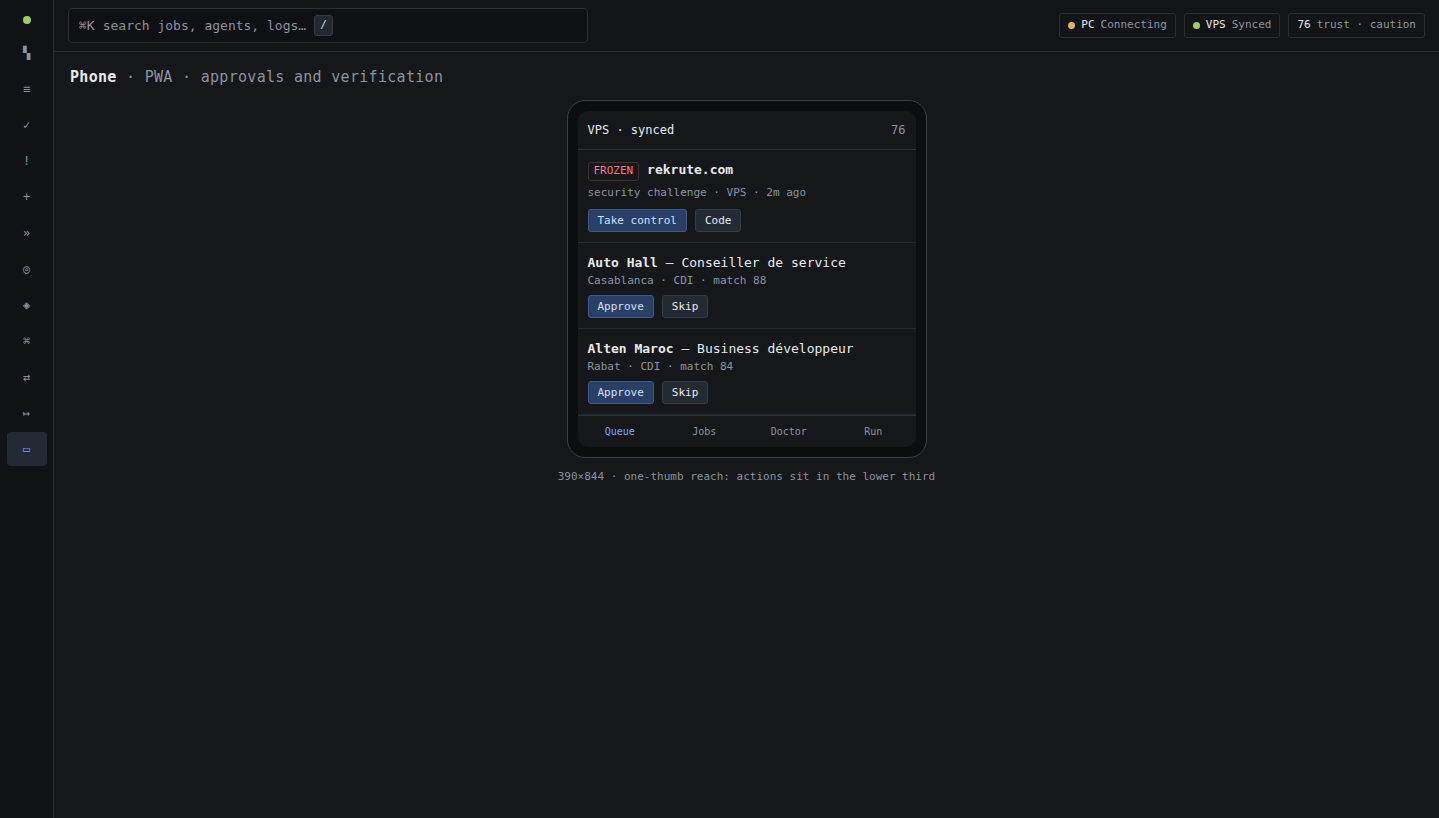 ⌘K search jobs, agents, logs… /
PC Connecting
VPS Synced
76 trust · caution
Phone · PWA · approvals and verification
VPS · synced 76
FROZEN rekrute.com
security challenge · VPS · 2m ago
Take control Code
Auto Hall — Conseiller de service
Casablanca · CDI · match 88
Approve Skip
Alten Maroc — Business développeur
Rabat · CDI · match 84
Approve Skip
Queue Jobs Doctor Run
390×844 · one-thumb reach: actions sit in the lower third